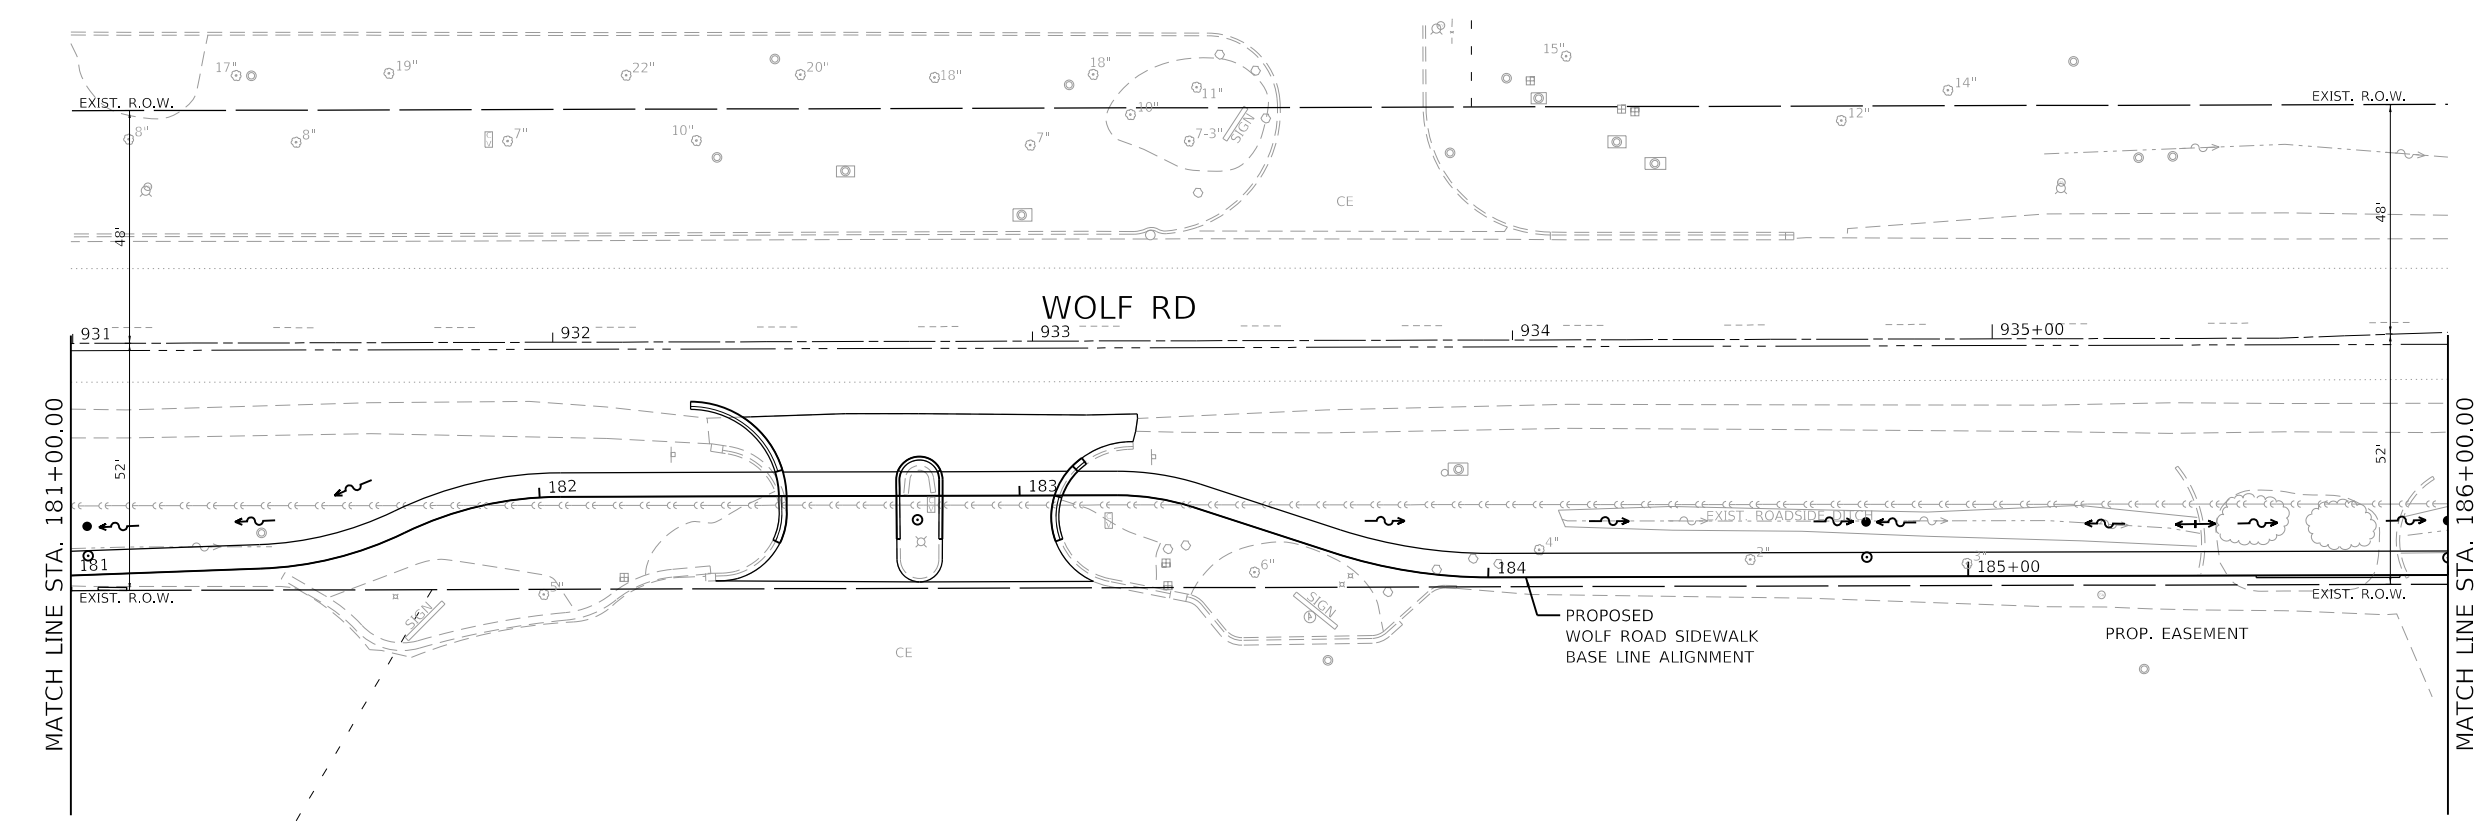 15"
17"
19"
22"
20"
18"
18"
11"
14"
EXIST. R.O.W.
EXIST. R.O.W.
10"
12"
8"
8"
7"
10"
7"
7-3"
SIGN
CE
48'
48'
WOLF RD
931
932
933
934
935+00
MATCH LINE STA. 181+00.00
MATCH LINE STA. 186+00.00
52'
52'
182
183
EXIST. ROADSIDE DITCH
181
4"
2"
3"
6"
184
185+00
EXIST. R.O.W.
EXIST. R.O.W.
SIGN
SIGN
PROPOSED
WOLF ROAD SIDEWALK
BASE LINE ALIGNMENT
PROP. EASEMENT
CE